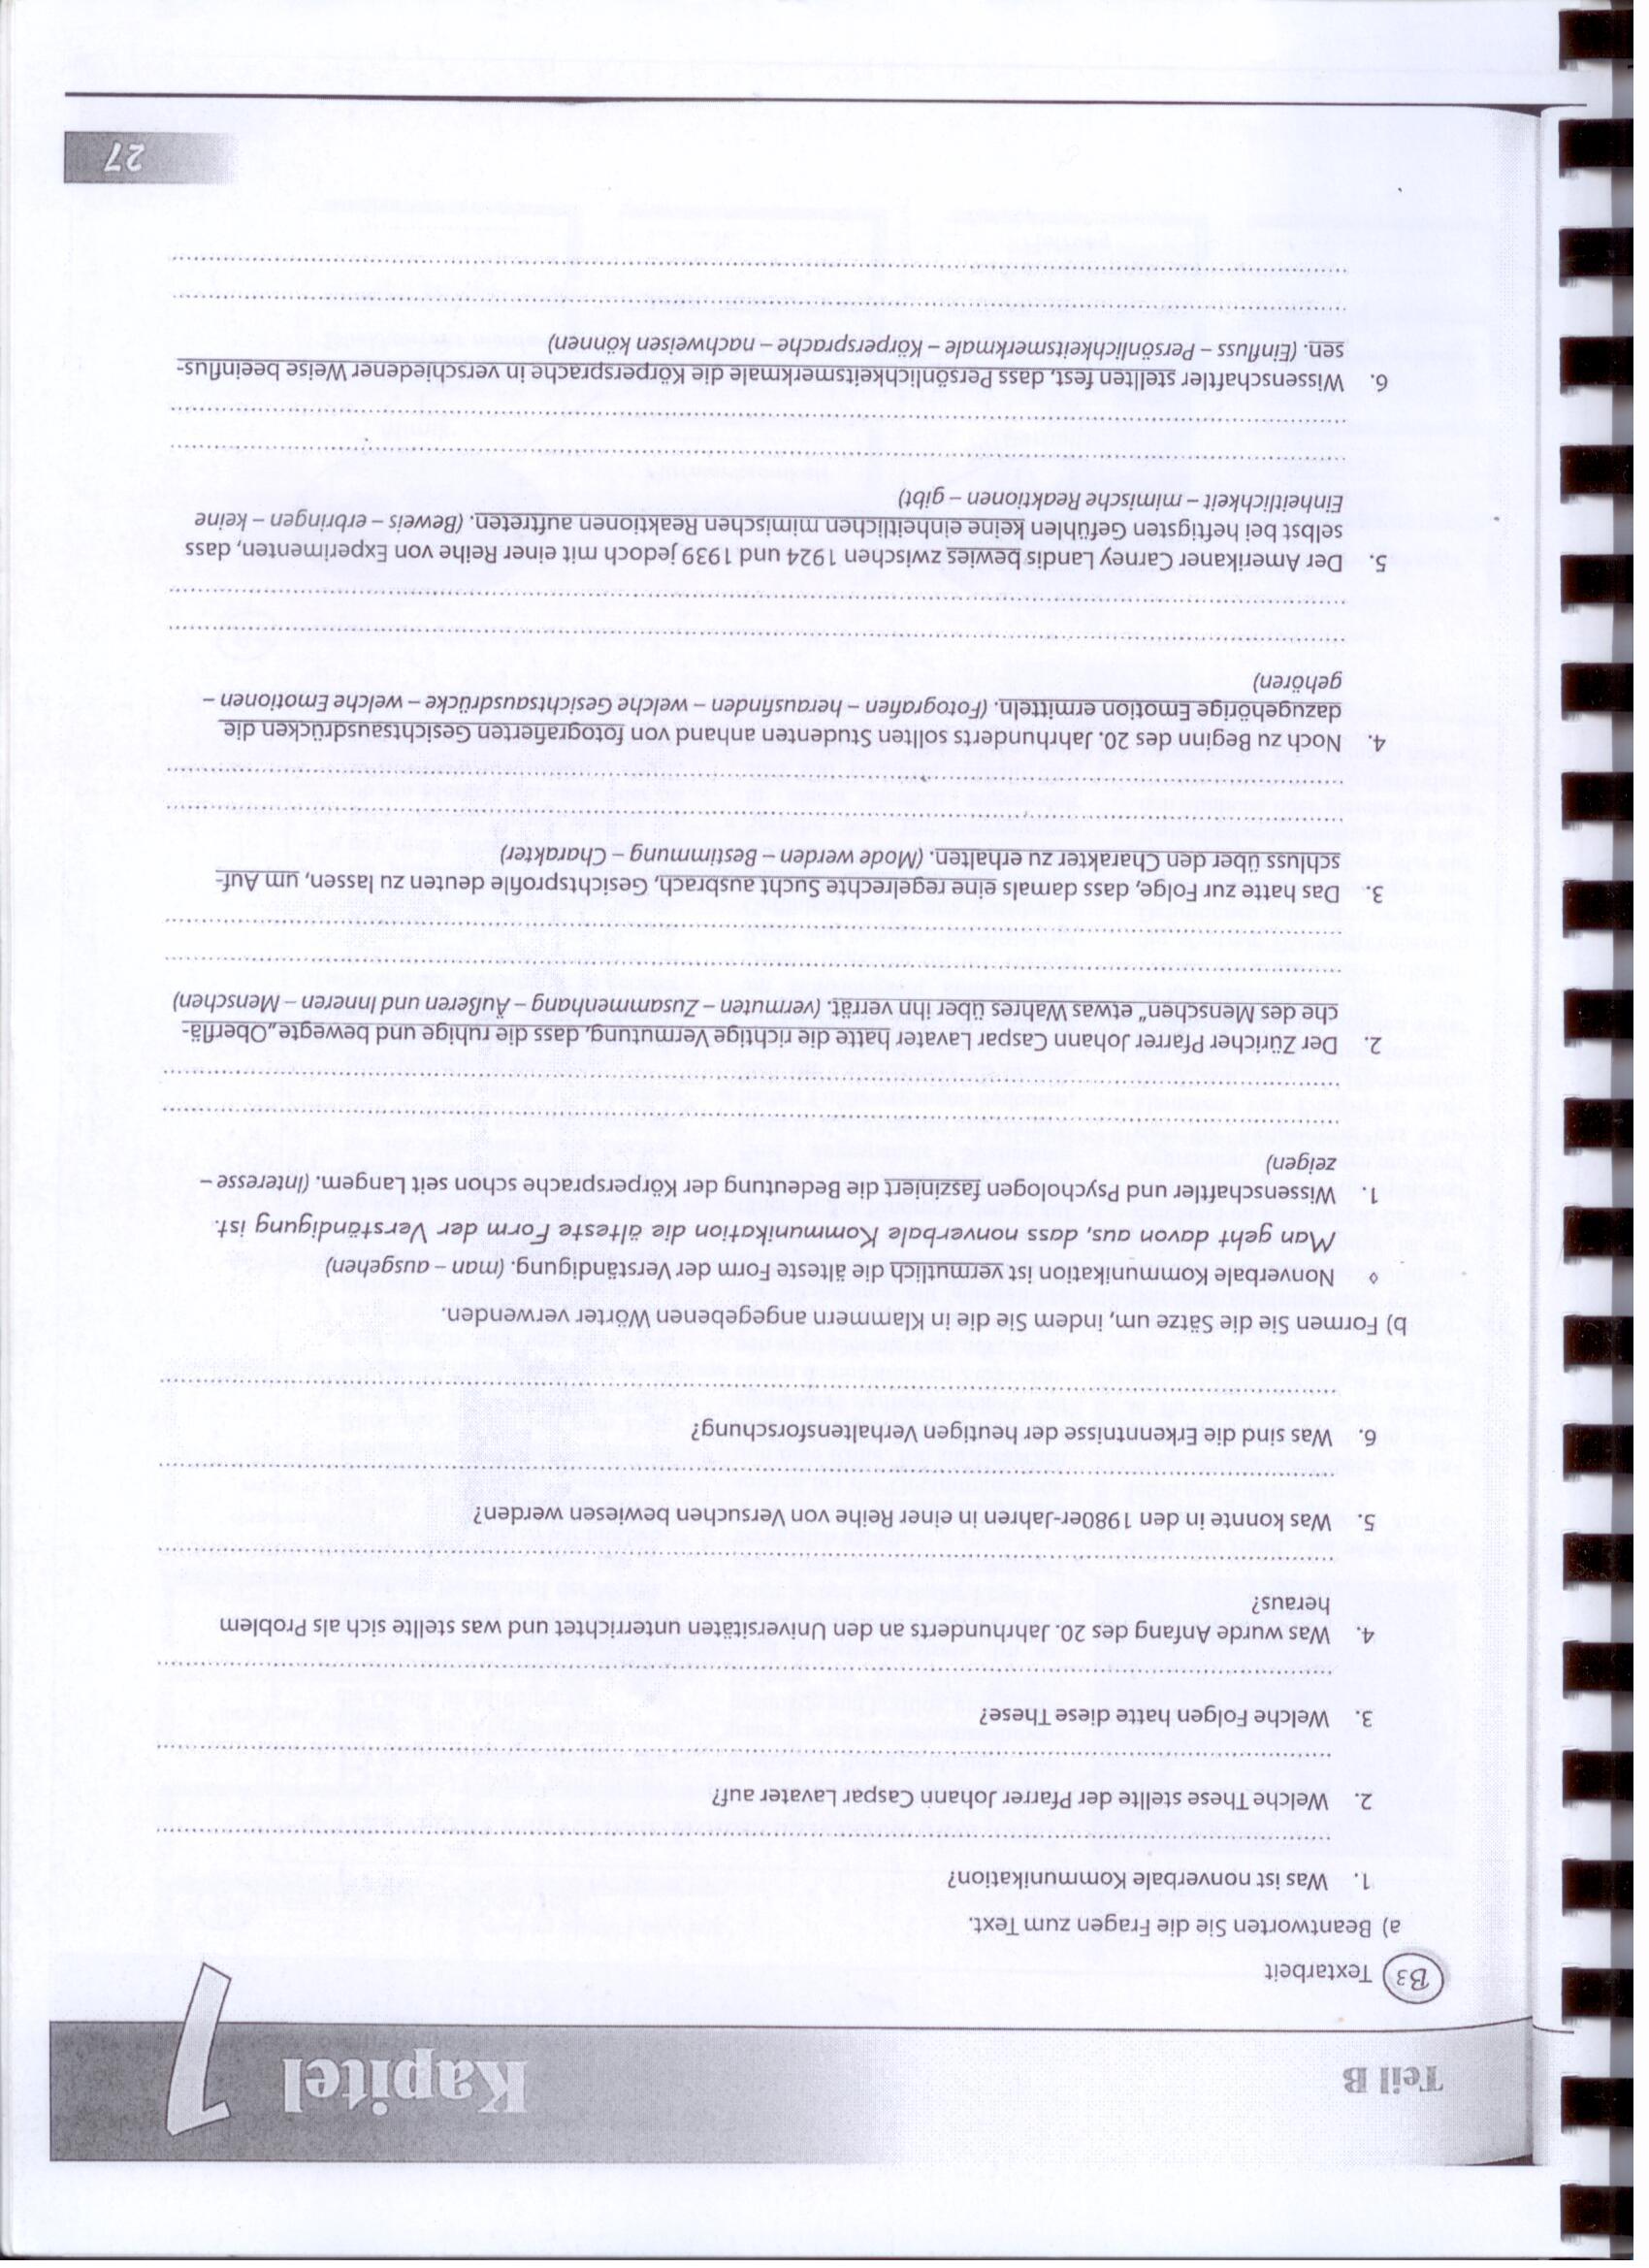 Teil B
Kapitel 1
B3 Textarbeit
a) Beantworten Sie die Fragen zum Text.
1. Was ist nonverbale Kommunikation?
2. Welche These stellte der Pfarrer Johann Caspar Lavater auf?
3. Welche Folgen hatte diese These?
4. Was wurde Anfang des 20. Jahrhunderts an den Universitäten unterrichtet und was stellte sich als Problem
heraus?
5. Was konnte in den 1980er-Jahren in einer Reihe von Versuchen bewiesen werden?
6. Was sind die Erkenntnisse der heutigen Verhaltensforschung?
b) Formen Sie die Sätze um, indem Sie die in Klammern angegebenen Wörter verwenden.
◊ Nonverbale Kommunikation ist vermutlich die älteste Form der Verständigung. (man – ausgehen)
Man geht davon aus, dass nonverbale Kommunikation die älteste Form der Verständigung ist.
1. Wissenschaftler und Psychologen fasziniert die Bedeutung der Körpersprache schon seit Langem. (Interesse –
zeigen)
2. Der Züricher Pfarrer Johann Caspar Lavater hatte die richtige Vermutung, dass die ruhige und bewegte „Oberflä-
che des Menschen“ etwas Wahres über ihn verrät. (vermuten – Zusammenhang – Äußeren und Inneren – Menschen)
3. Das hatte zur Folge, dass damals eine regelrechte Sucht ausbrach, Gesichtsprofile deuten zu lassen, um Auf-
schluss über den Charakter zu erhalten. (Mode werden – Bestimmung – Charakter)
4. Noch zu Beginn des 20. Jahrhunderts sollten Studenten anhand von fotografierten Gesichtsausdrücken die
dazugehörige Emotion ermitteln. (Fotografien – herausfinden – welche Gesichtsausdrücke – welche Emotionen –
gehören)
5. Der Amerikaner Carney Landis bewies zwischen 1924 und 1939 jedoch mit einer Reihe von Experimenten, dass
selbst bei heftigsten Gefühlen keine einheitlichen mimischen Reaktionen auftreten. (Beweis – erbringen – keine
Einheitlichkeit – mimische Reaktionen – gibt)
6. Wissenschaftler stellten fest, dass Persönlichkeitsmerkmale die Körpersprache in verschiedener Weise beeinflus-
sen. (Einfluss – Persönlichkeitsmerkmale – Körpersprache – nachweisen können)
27